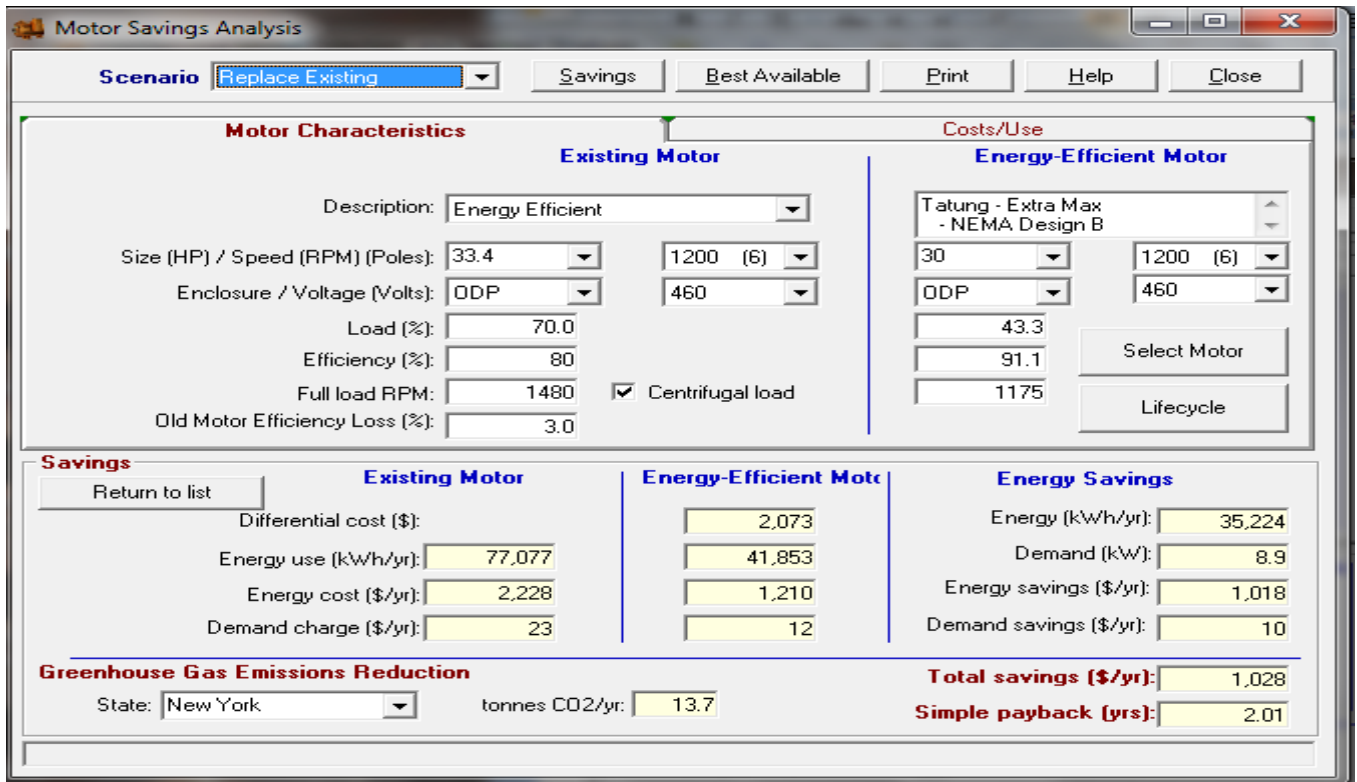 Motor Savings Analysis
Scenario Replace Existing Savings Best Available Print Help Close
Motor Characteristics Costs/Use
Existing Motor Energy-Efficient Motor
Description: Energy Efficient Tatung - Extra Max
- NEMA Design B
Size (HP) / Speed (RPM) (Poles): 33.4 1200 (6) 30 1200 (6)
Enclosure / Voltage (Volts): ODP 460 ODP 460
Load (%): 70.0 43.3
Efficiency (%): 80 91.1 Select Motor
Full load RPM: 1480 Centrifugal load 1175
Lifecycle
Old Motor Efficiency Loss (%): 3.0
Savings
Return to list Existing Motor Energy-Efficient Motc Energy Savings
Differential cost ($): 2,073 Energy (kWh/yr): 35,224
Energy use (kWh/yr): 77,077 41,853 Demand (kW): 8.9
Energy cost ($/yr): 2,228 1,210 Energy savings ($/yr): 1,018
Demand charge ($/yr): 23 12 Demand savings ($/yr): 10
Greenhouse Gas Emissions Reduction Total savings ($/yr): 1,028
State: New York tonnes CO2/yr: 13.7 Simple payback (yrs): 2.01